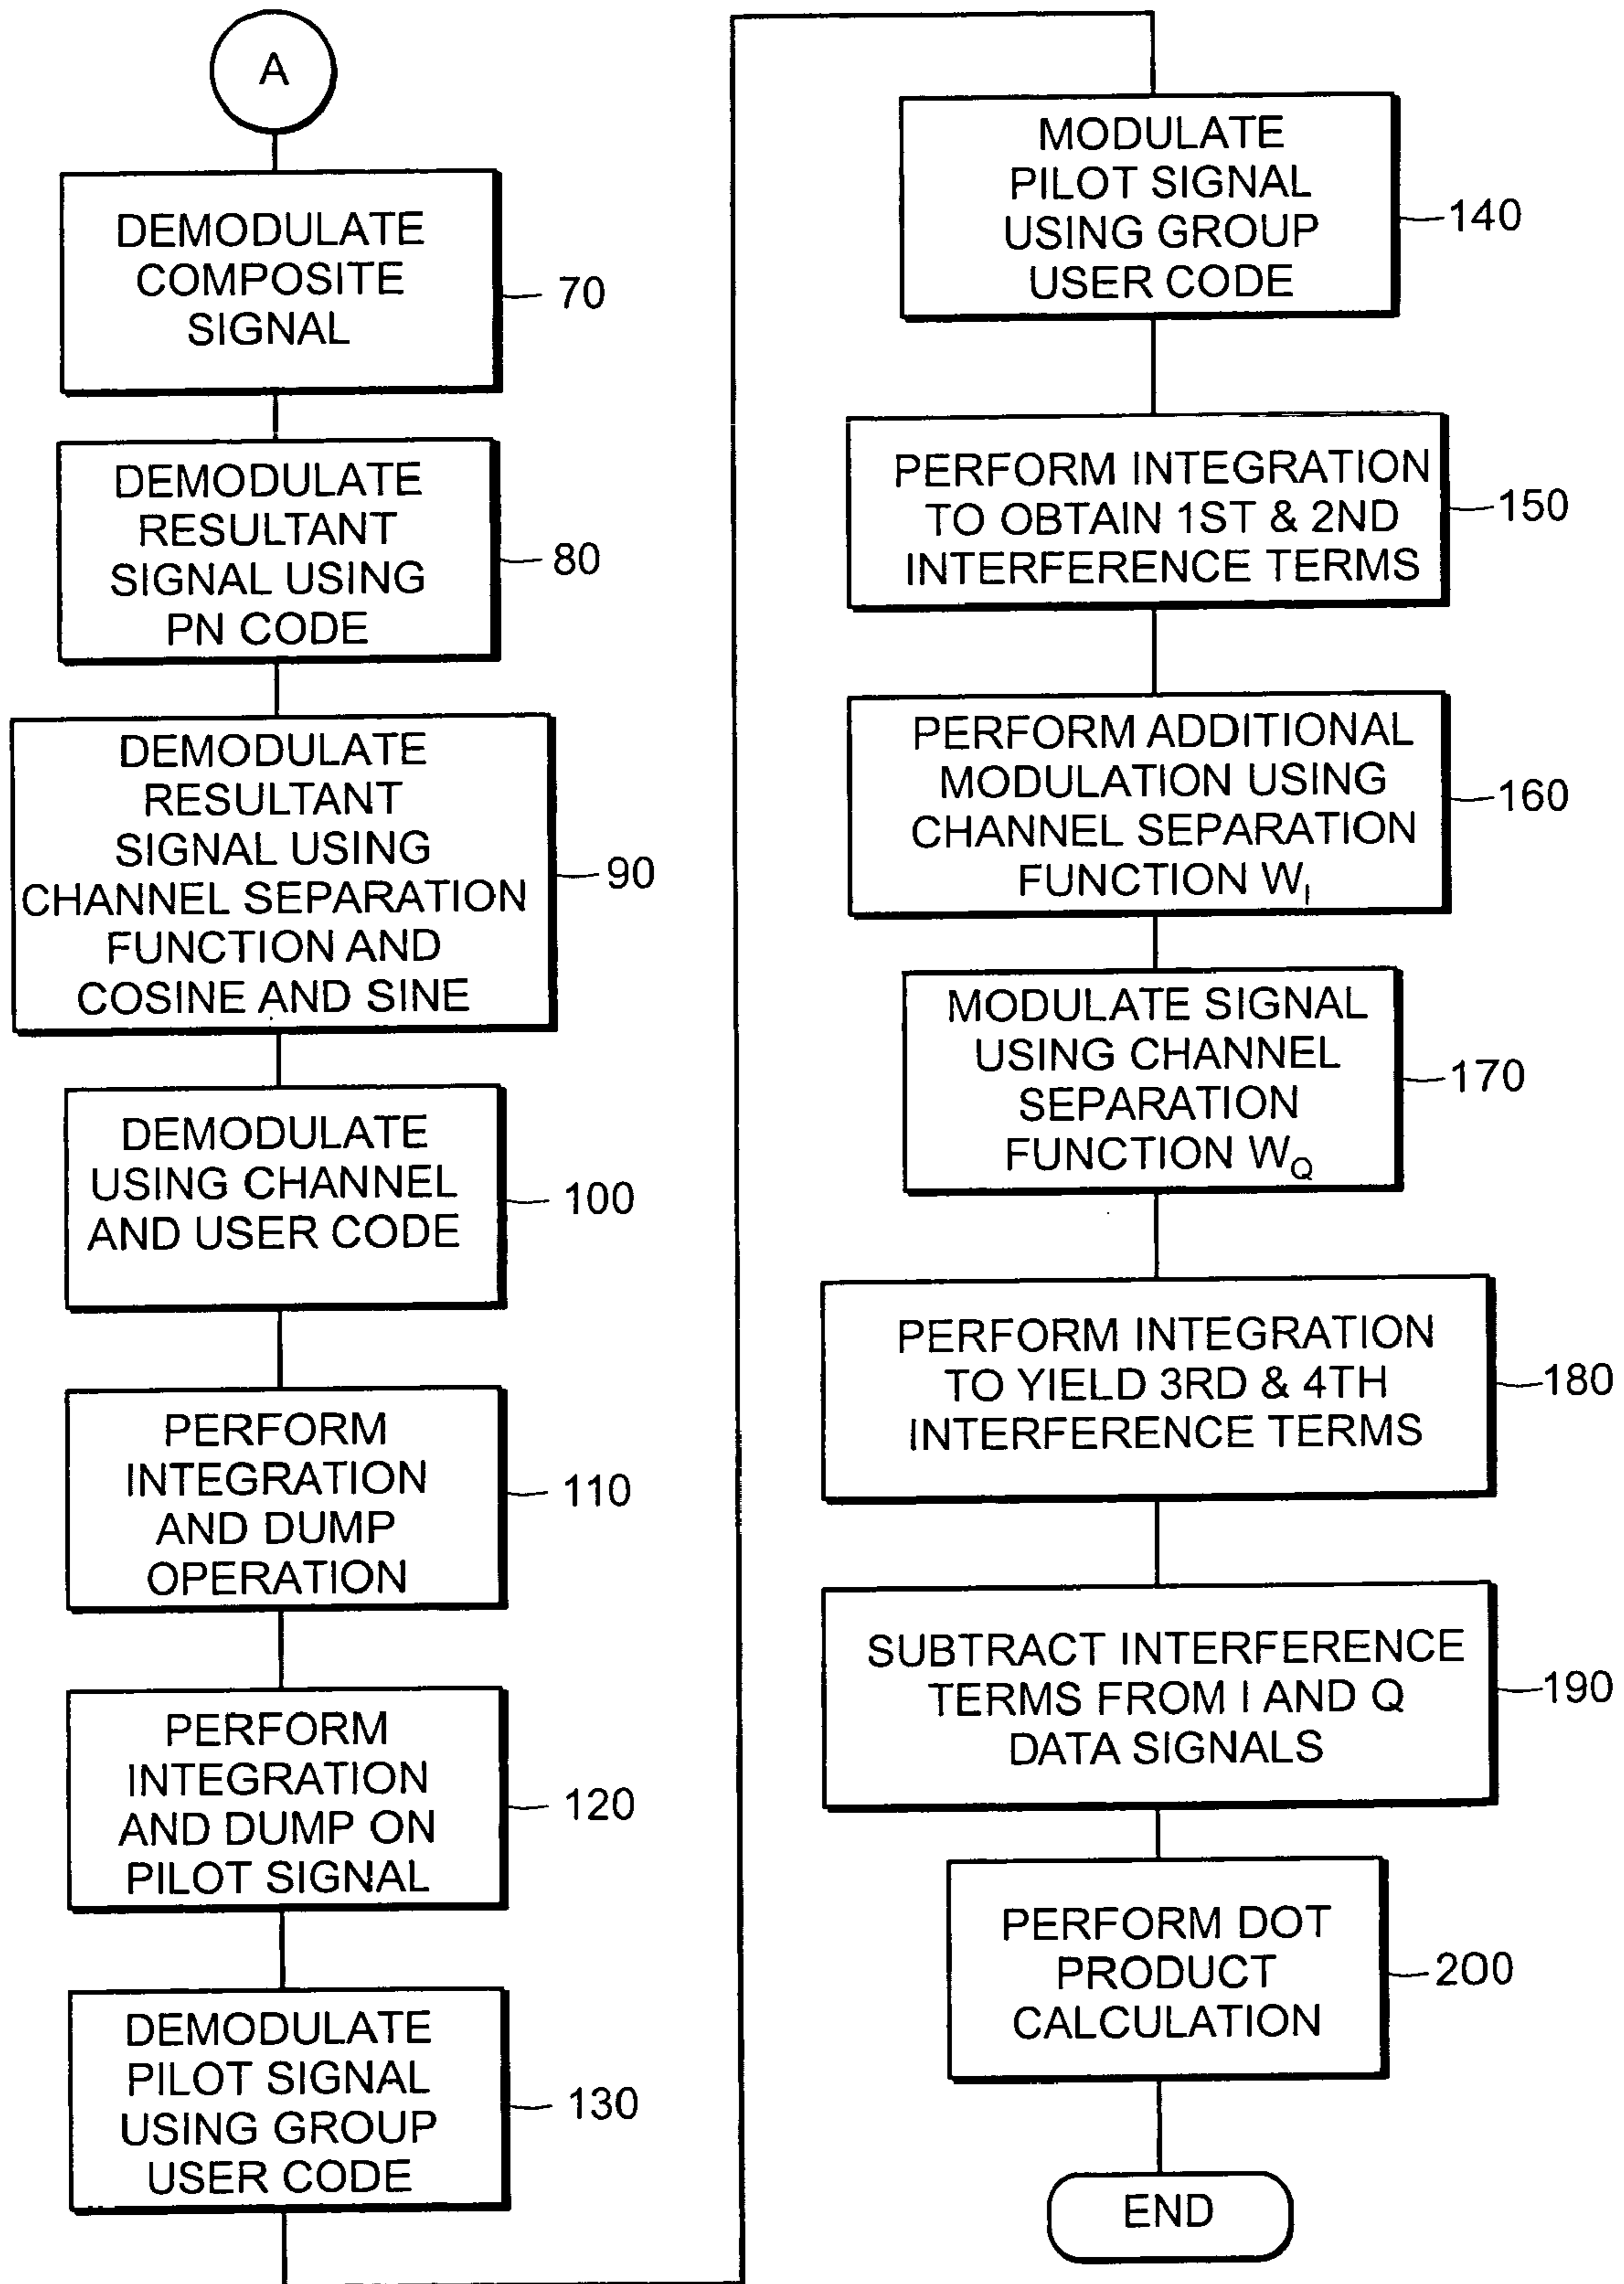 A
DEMODULATE
COMPOSITE
SIGNAL
70
DEMODULATE
RESULTANT
SIGNAL USING
PN CODE
80
DEMODULATE
RESULTANT
SIGNAL USING
CHANNEL SEPARATION
FUNCTION AND
COSINE AND SINE
90
DEMODULATE
USING CHANNEL
AND USER CODE
100
PERFORM
INTEGRATION
AND DUMP
OPERATION
110
PERFORM
INTEGRATION
AND DUMP ON
PILOT SIGNAL
120
DEMODULATE
PILOT SIGNAL
USING GROUP
USER CODE
130
MODULATE
PILOT SIGNAL
USING GROUP
USER CODE
140
PERFORM INTEGRATION
TO OBTAIN 1ST & 2ND
INTERFERENCE TERMS
150
PERFORM ADDITIONAL
MODULATION USING
CHANNEL SEPARATION
FUNCTION W_I
160
MODULATE SIGNAL
USING CHANNEL
SEPARATION
FUNCTION W_Q
170
PERFORM INTEGRATION
TO YIELD 3RD & 4TH
INTERFERENCE TERMS
180
SUBTRACT INTERFERENCE
TERMS FROM I AND Q
DATA SIGNALS
190
PERFORM DOT
PRODUCT
CALCULATION
200
END